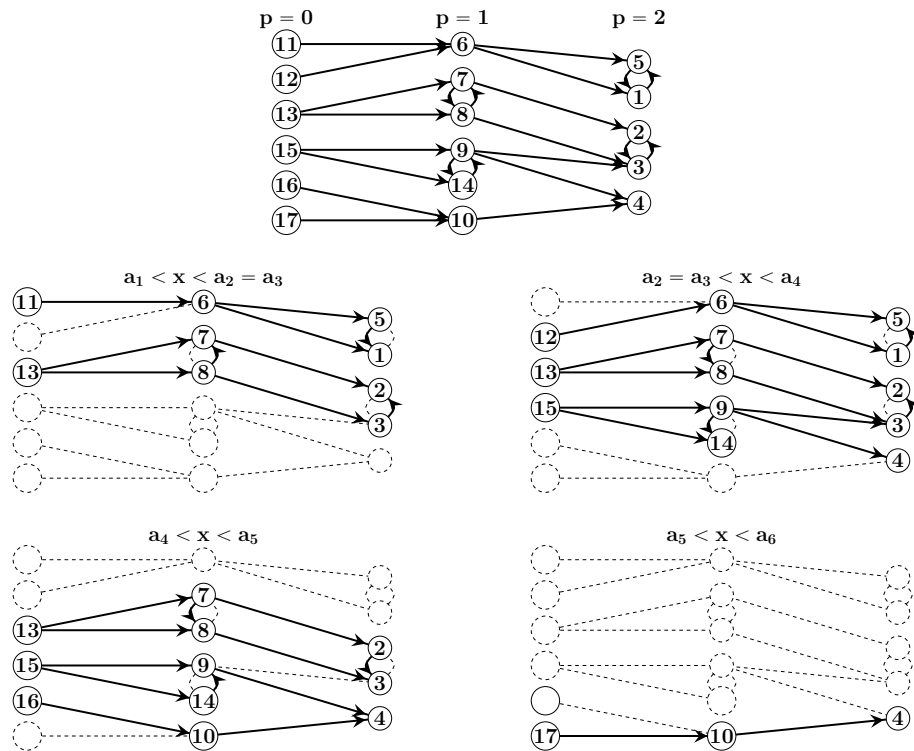 p = 0 p = 1 p = 2
11 6 5
12 7 1
13 8 2
15 9 3
16 14 4
17 10
a₁ < x < a₂ = a₃ a₂ = a₃ < x < a₄
11 6 5 6 5
7 1 12 7 1
13 8 2 13 8 2
3 15 9 3
14 4
a₄ < x < a₅ a₅ < x < a₆
7
13 8 2
15 9 3
16 14 4 4
10 17 10